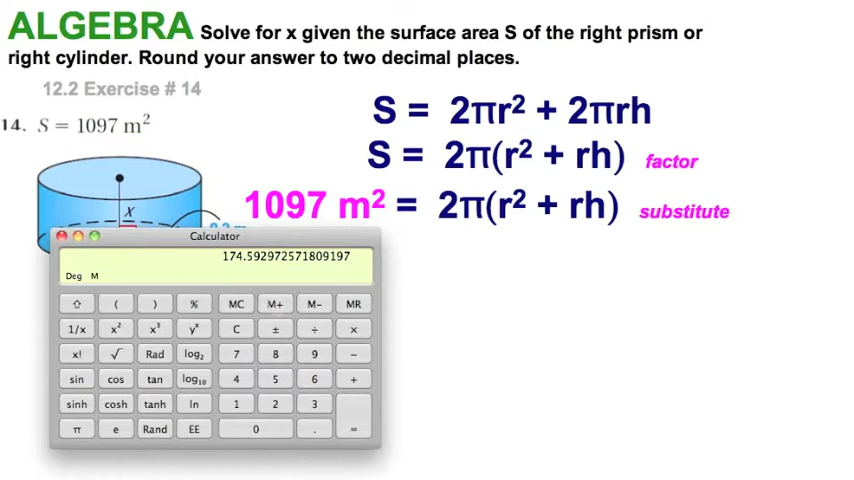 ALGEBRA Solve for x given the surface area S of the right prism or
right cylinder. Round your answer to two decimal places.
12.2 Exercise # 14
14. S = 1097 m²
S = 2πr² + 2πrh
S = 2π(r² + rh) factor
1097 m² = 2π(r² + rh) substitute
x
Calculator
174.592972571809197
Deg M
⇧ ( ) % MC M+ M– MR
1/x x² x³ yˣ C ± ÷ ×
x! √ Rad log₂ 7 8 9 –
sin cos tan log₁₀ 4 5 6 +
sinh cosh tanh ln 1 2 3
π e Rand EE 0 . =